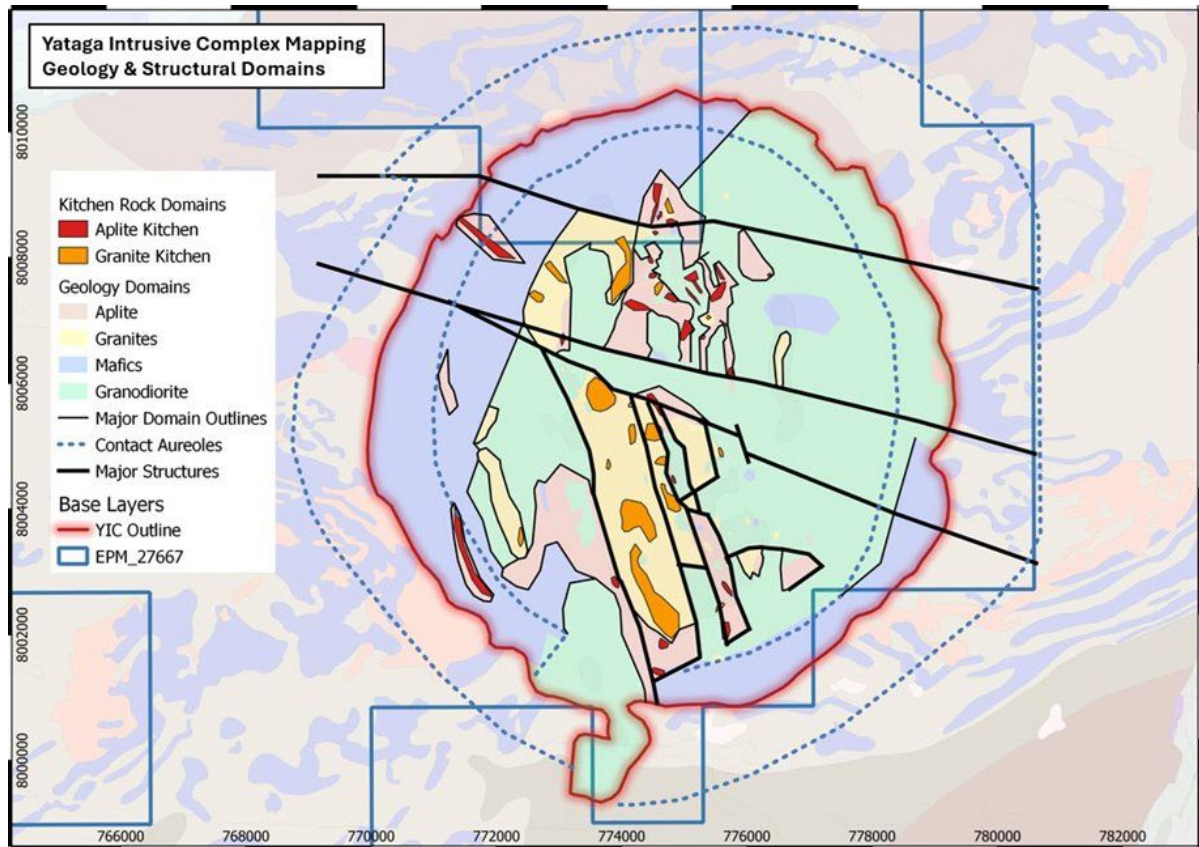 Yataga Intrusive Complex Mapping
Geology & Structural Domains
Kitchen Rock Domains
Aplite Kitchen
Granite Kitchen
Geology Domains
Aplite
Granites
Mafics
Granodiorite
Major Domain Outlines
Contact Aureoles
Major Structures
Base Layers
YIC Outline
EPM_27667
8010000
8008000
8006000
8004000
8002000
8000000
766000 768000 770000 772000 774000 776000 778000 780000 782000